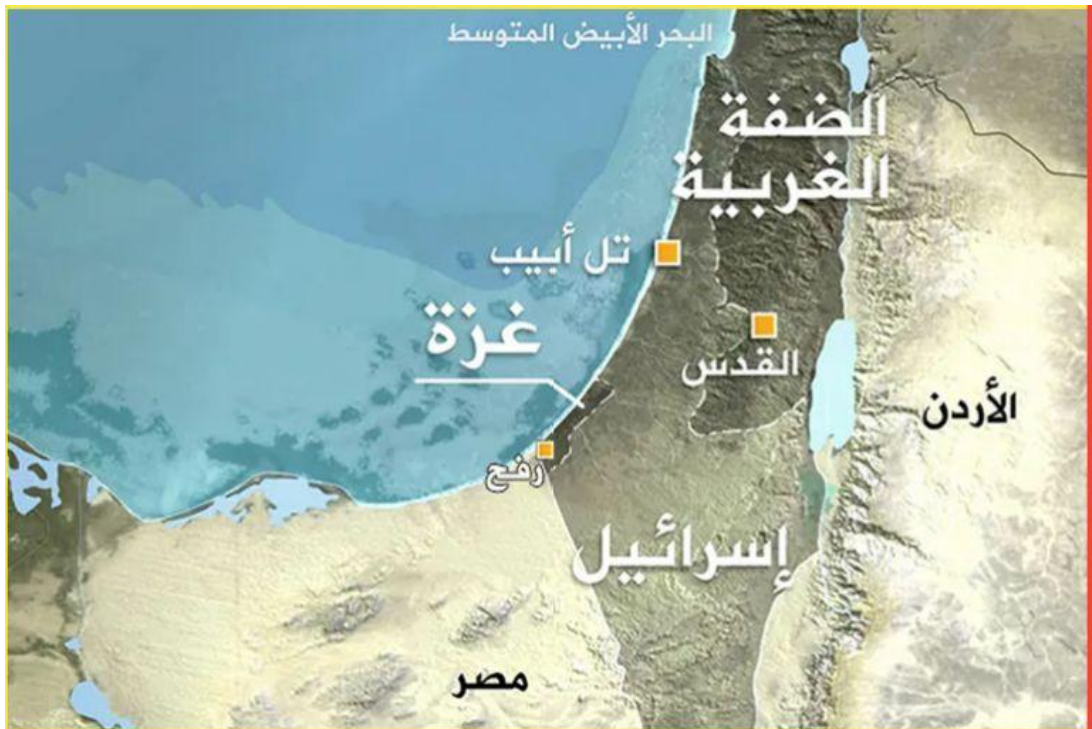 البحر الأبيض المتوسط
الضفة
الغربية
تل أبيب
غزة
القدس
الأردن
رفح
إسرائيل
مصر